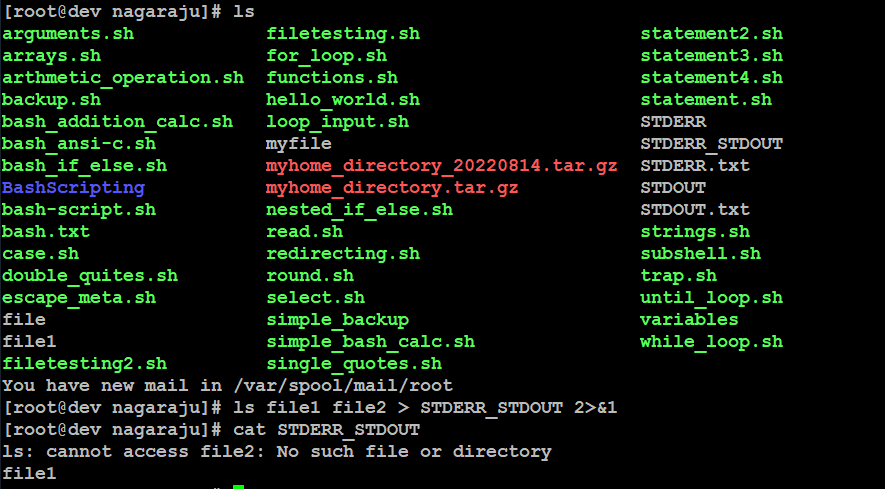 [root@dev nagaraju]# ls
arguments.sh filetesting.sh statement2.sh
arrays.sh for_loop.sh statement3.sh
arthmetic_operation.sh functions.sh statement4.sh
backup.sh hello_world.sh statement.sh
bash_addition_calc.sh loop_input.sh STDERR
bash_ansi-c.sh myfile STDERR_STDOUT
bash_if_else.sh myhome_directory_20220814.tar.gz STDERR.txt
BashScripting myhome_directory.tar.gz STDOUT
bash-script.sh nested_if_else.sh STDOUT.txt
bash.txt read.sh strings.sh
case.sh redirecting.sh subshell.sh
double_quites.sh round.sh trap.sh
escape_meta.sh select.sh until_loop.sh
file simple_backup variables
file1 simple_bash_calc.sh while_loop.sh
filetesting2.sh single_quotes.sh
You have new mail in /var/spool/mail/root
[root@dev nagaraju]# ls file1 file2 > STDERR_STDOUT 2>&1
[root@dev nagaraju]# cat STDERR_STDOUT
ls: cannot access file2: No such file or directory
file1